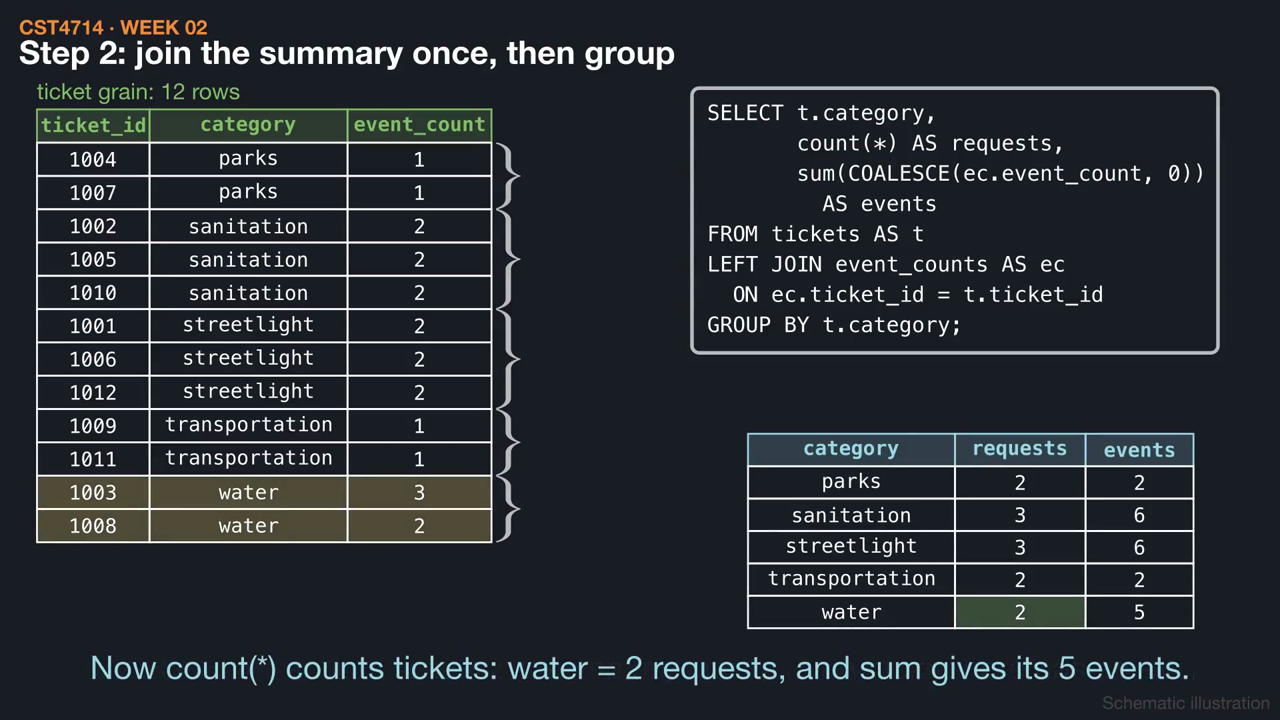 CST4714 · WEEK 02
Step 2: join the summary once, then group
ticket grain: 12 rows
ticket_id category event_count
1004 parks 1
1007 parks 1
1002 sanitation 2
1005 sanitation 2
1010 sanitation 2
1001 streetlight 2
1006 streetlight 2
1012 streetlight 2
1009 transportation 1
1011 transportation 1
1003 water 3
1008 water 2
SELECT t.category,
count(*) AS requests,
sum(COALESCE(ec.event_count, 0))
AS events
FROM tickets AS t
LEFT JOIN event_counts AS ec
ON ec.ticket_id = t.ticket_id
GROUP BY t.category;
category requests events
parks 2 2
sanitation 3 6
streetlight 3 6
transportation 2 2
water 2 5
Now count(*) counts tickets: water = 2 requests, and sum gives its 5 events.
Schematic illustration